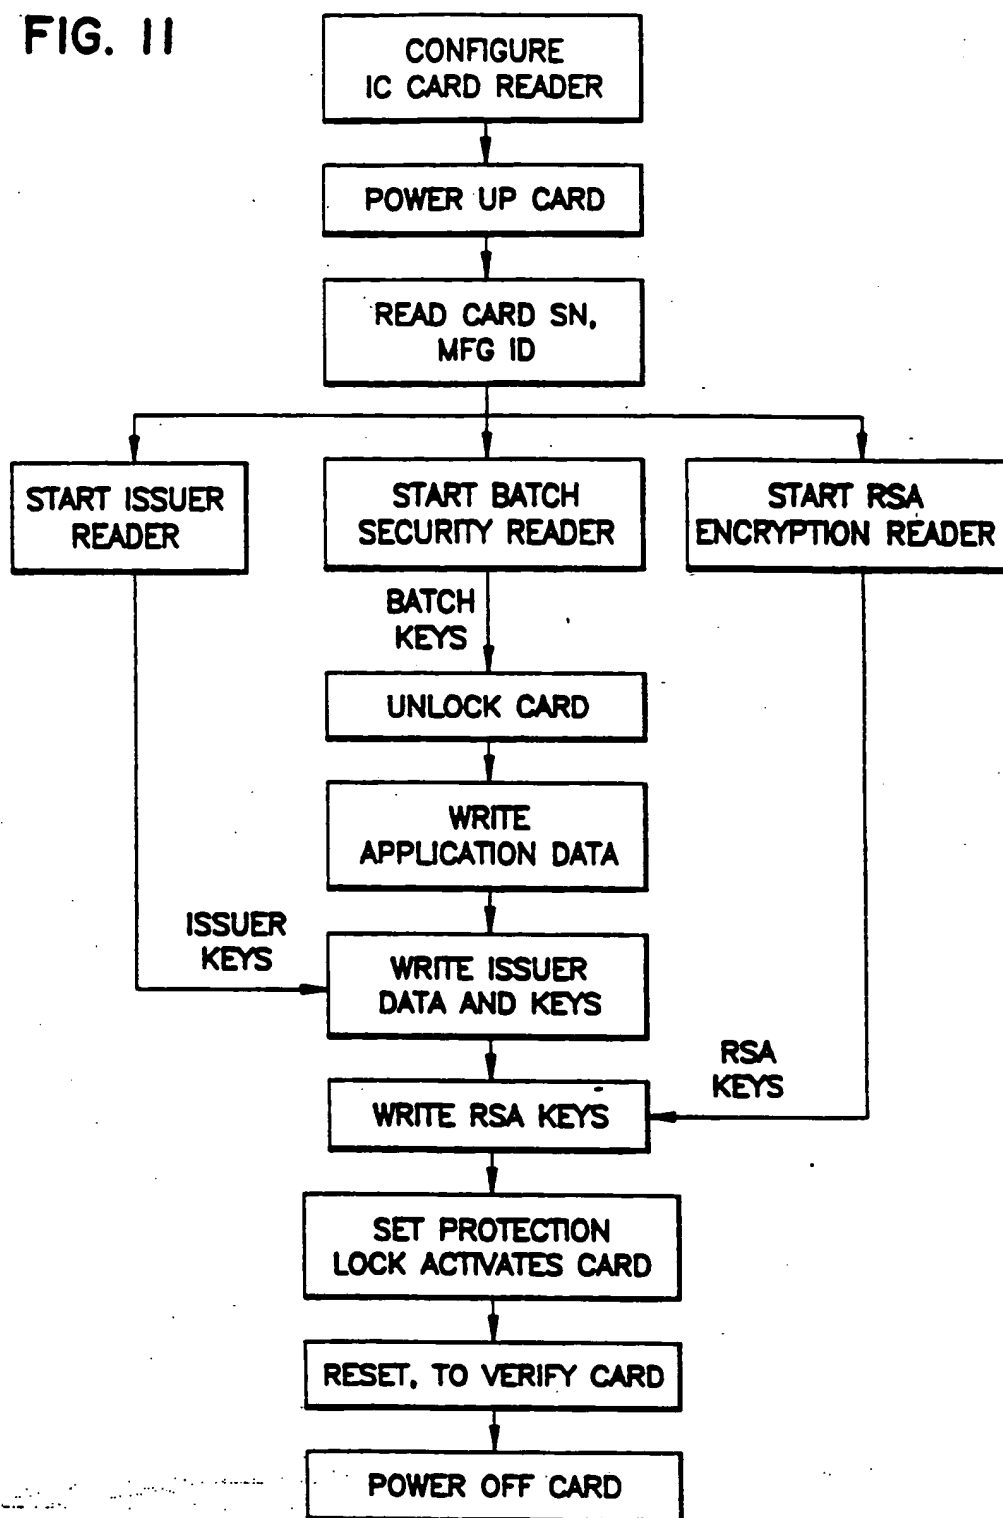 FIG. 11
CONFIGURE
IC CARD READER
POWER UP CARD
READ CARD SN,
MFG ID
START ISSUER
READER
START BATCH
SECURITY READER
START RSA
ENCRYPTION READER
BATCH
KEYS
UNLOCK CARD
WRITE
APPLICATION DATA
ISSUER
KEYS
WRITE ISSUER
DATA AND KEYS
RSA
KEYS
WRITE RSA KEYS
SET PROTECTION
LOCK ACTIVATES CARD
RESET, TO VERIFY CARD
POWER OFF CARD